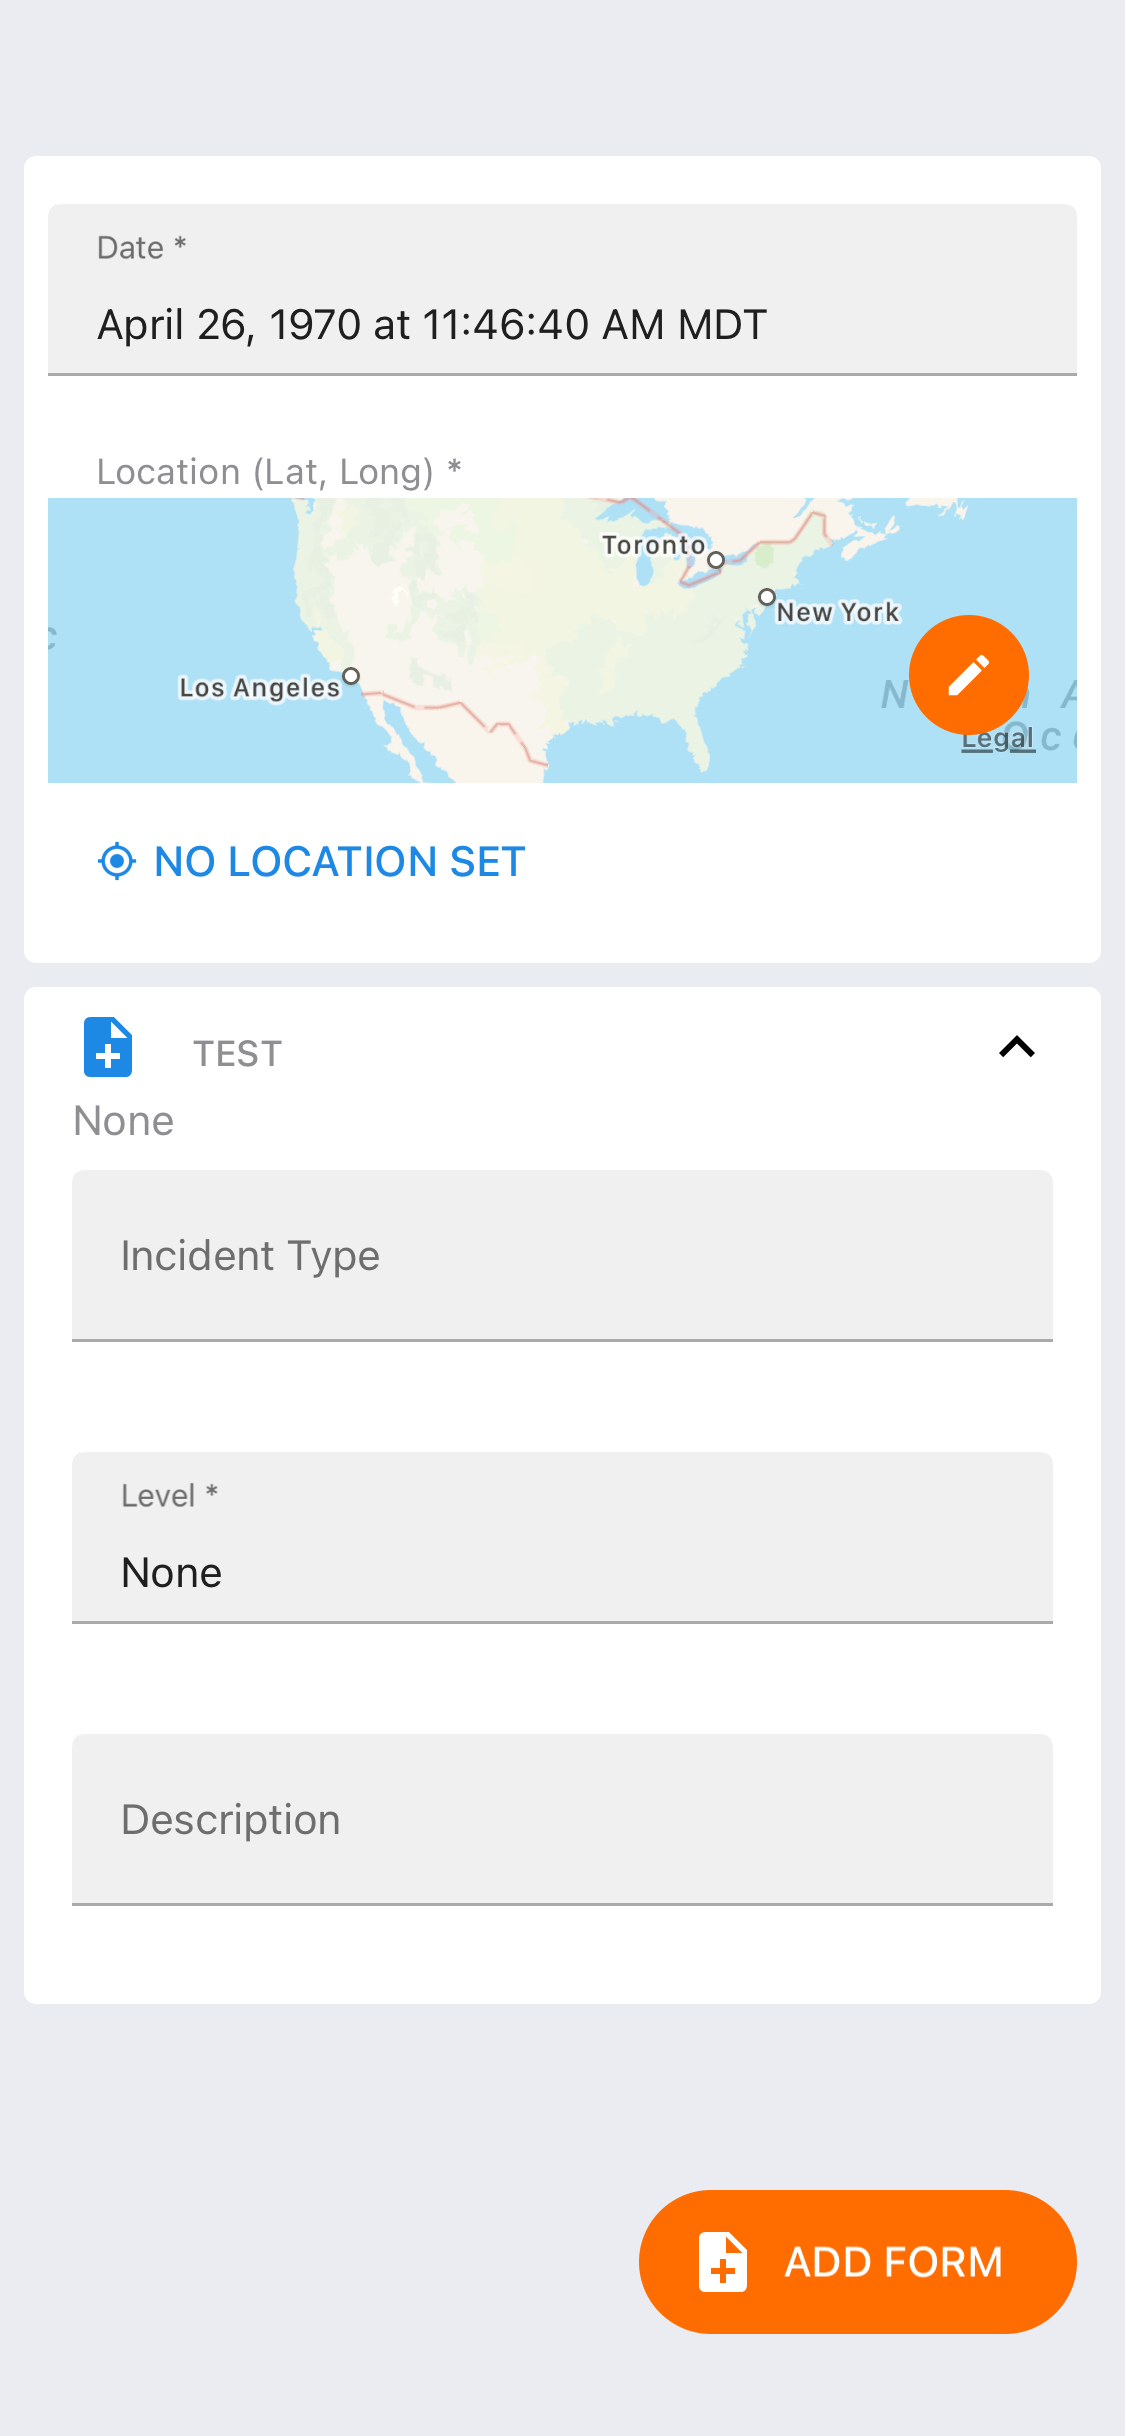 Date *
April 26, 1970 at 11:46:40 AM MDT
Location (Lat, Long) *
Toronto
New York
Los Angeles
Legal
NO LOCATION SET
TEST
None
Incident Type
Level *
None
Description
ADD FORM